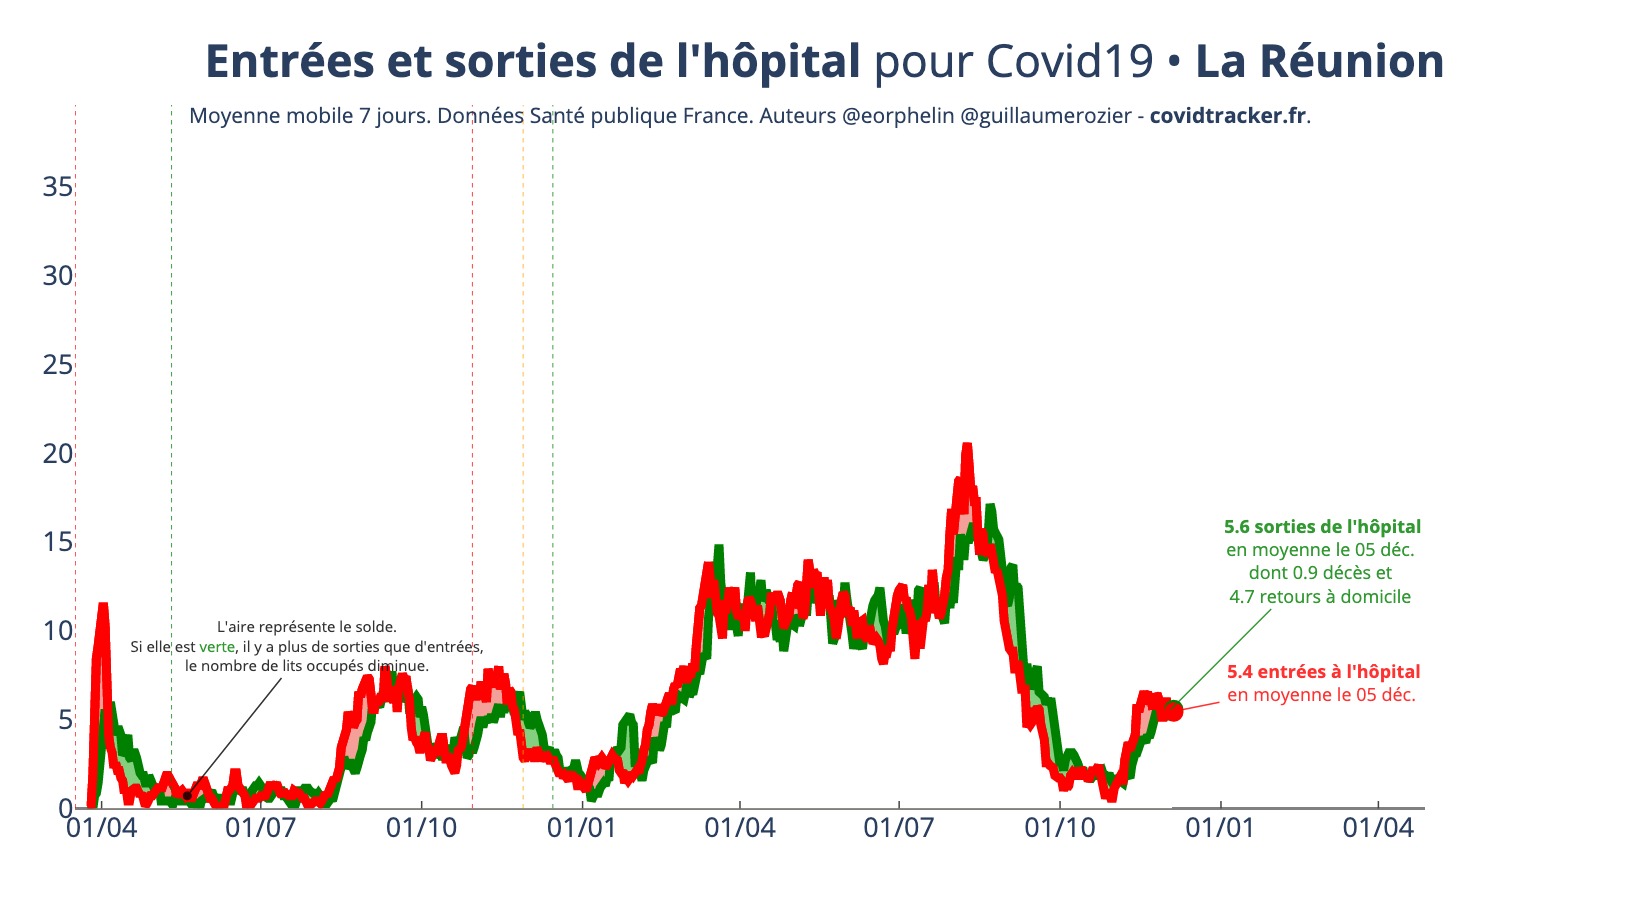 Entrées et sorties de l'hôpital pour Covid19 • La Réunion
Moyenne mobile 7 jours. Données Santé publique France. Auteurs @eorphelin @guillaumerozier - covidtracker.fr.
35
30
25
20
15
10
5
0
L'aire représente le solde.
Si elle est verte, il y a plus de sorties que d'entrées,
le nombre de lits occupés diminue.
5.6 sorties de l'hôpital
en moyenne le 05 déc.
dont 0.9 décès et
4.7 retours à domicile
5.4 entrées à l'hôpital
en moyenne le 05 déc.
01/04 01/07 01/10 01/01 01/04 01/07 01/10 01/01 01/04